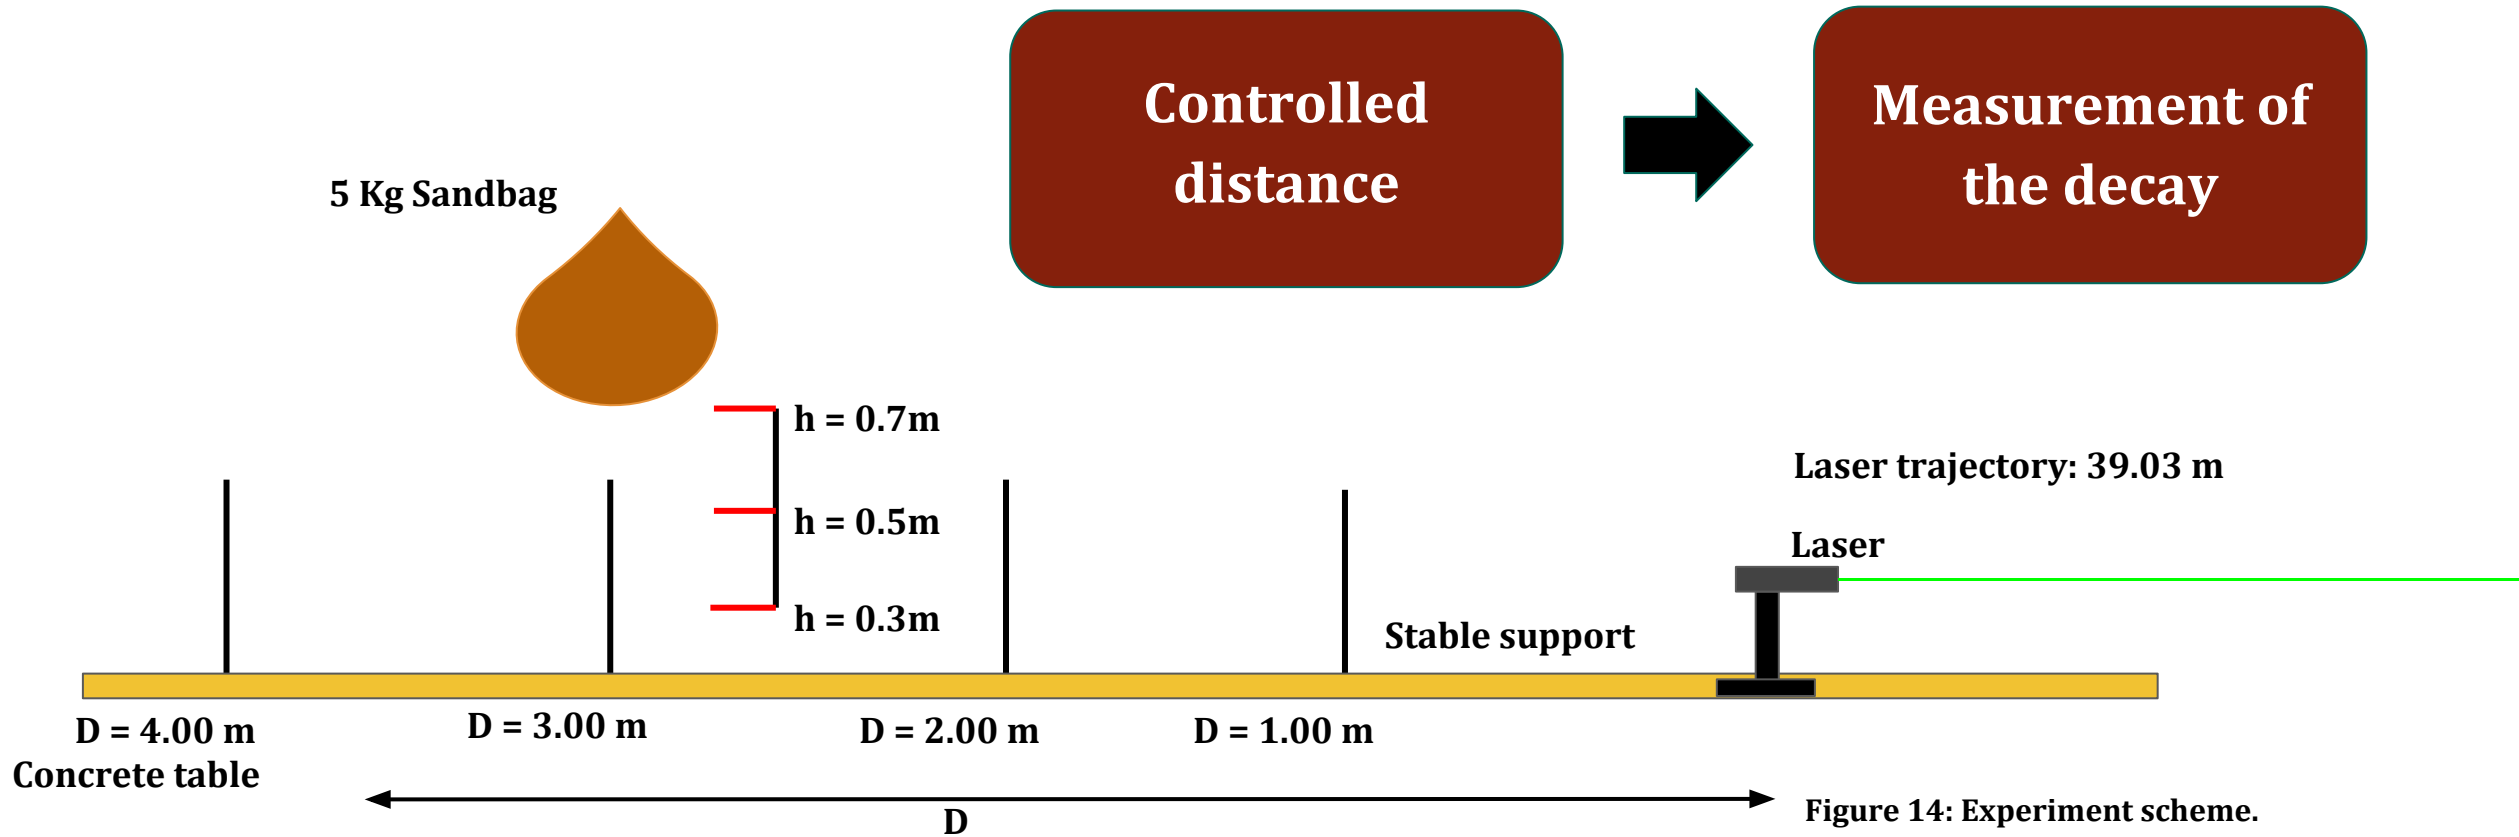 Controlled
distance
Measurement of
the decay
5 Kg Sandbag
h = 0.7m
h = 0.5m
h = 0.3m
Laser trajectory: 39.03 m
Laser
Stable support
D = 4.00 m
D = 3.00 m
D = 2.00 m
D = 1.00 m
Concrete table
D
Figure 14: Experiment scheme.